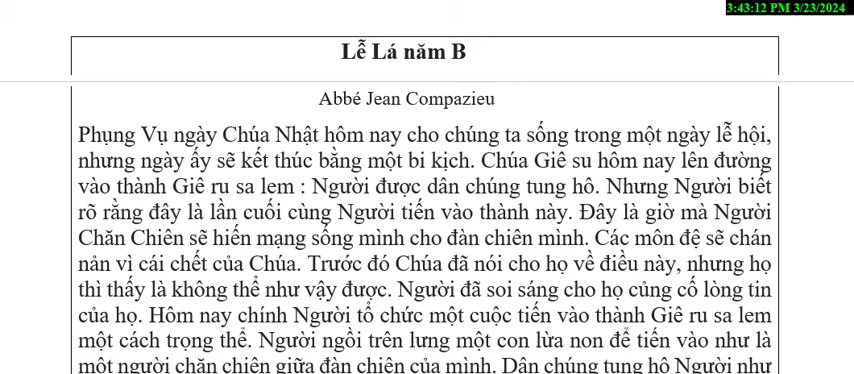 3:43:12 PM 3/23/2024
Lễ Lá năm B
Abbé Jean Compazieu
Phụng Vụ ngày Chúa Nhật hôm nay cho chúng ta sống trong một ngày lễ hội,
nhưng ngày ấy sẽ kết thúc bằng một bi kịch. Chúa Giê su hôm nay lên đường
vào thành Giê ru sa lem : Người được dân chúng tung hô. Nhưng Người biết
rõ rằng đây là lần cuối cùng Người tiến vào thành này. Đây là giờ mà Người
Chăn Chiên sẽ hiến mạng sống mình cho đàn chiên mình. Các môn đệ sẽ chán
nản vì cái chết của Chúa. Trước đó Chúa đã nói cho họ về điều này, nhưng họ
thì thấy là không thể như vậy được. Người đã soi sáng cho họ củng cố lòng tin
của họ. Hôm nay chính Người tổ chức một cuộc tiến vào thành Giê ru sa lem
một cách trọng thể. Người ngồi trên lưng một con lừa non để tiến vào như là
một người chăn chiên giữa đàn chiên của mình. Dân chúng tung hô Người như